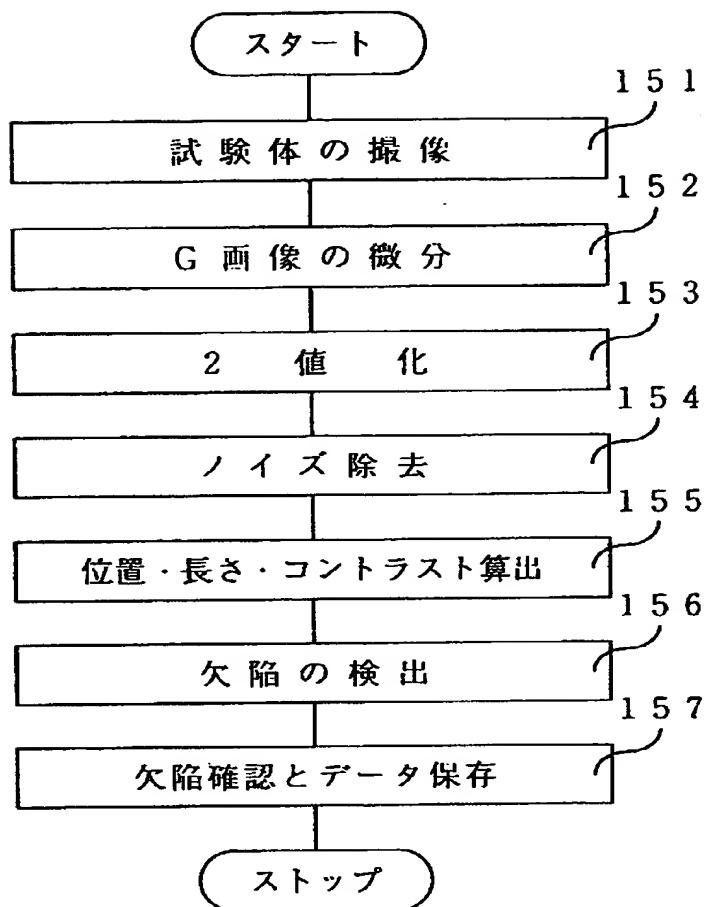 スタート
151
試験体の撮像
152
G画像の微分
153
2値化
154
ノイズ除去
155
位置・長さ・コントラスト算出
156
欠陥の検出
157
欠陥確認とデータ保存
ストップ